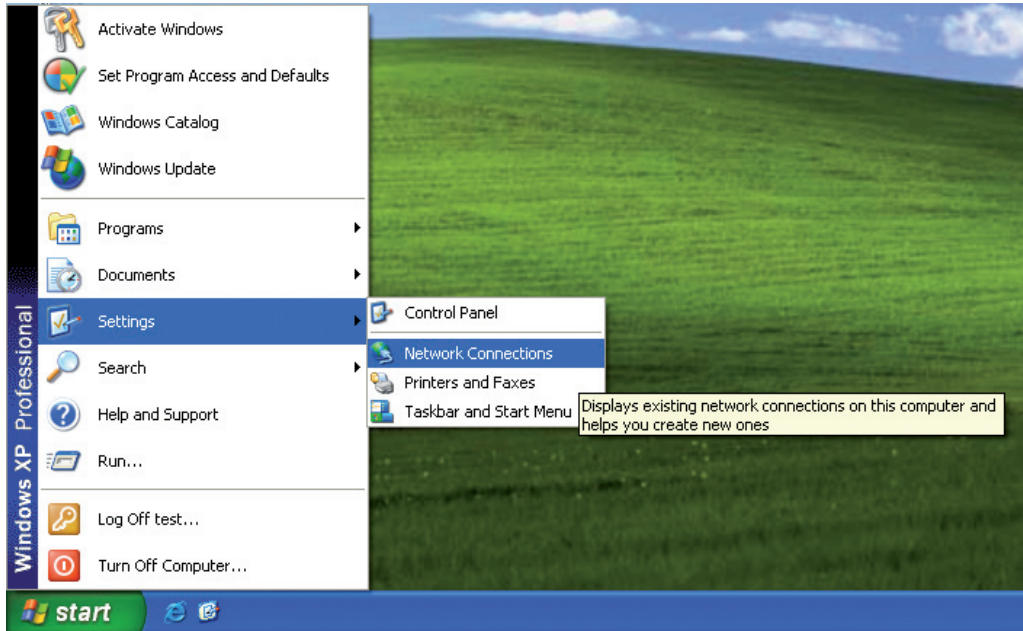 Activate Windows
Set Program Access and Defaults
Windows Catalog
Windows Update
Programs
Documents
Settings
Search
Help and Support
Run...
Log Off test...
Turn Off Computer...
Windows XP Professional
Control Panel
Network Connections
Printers and Faxes
Taskbar and Start Menu
Displays existing network connections on this computer and
helps you create new ones
start